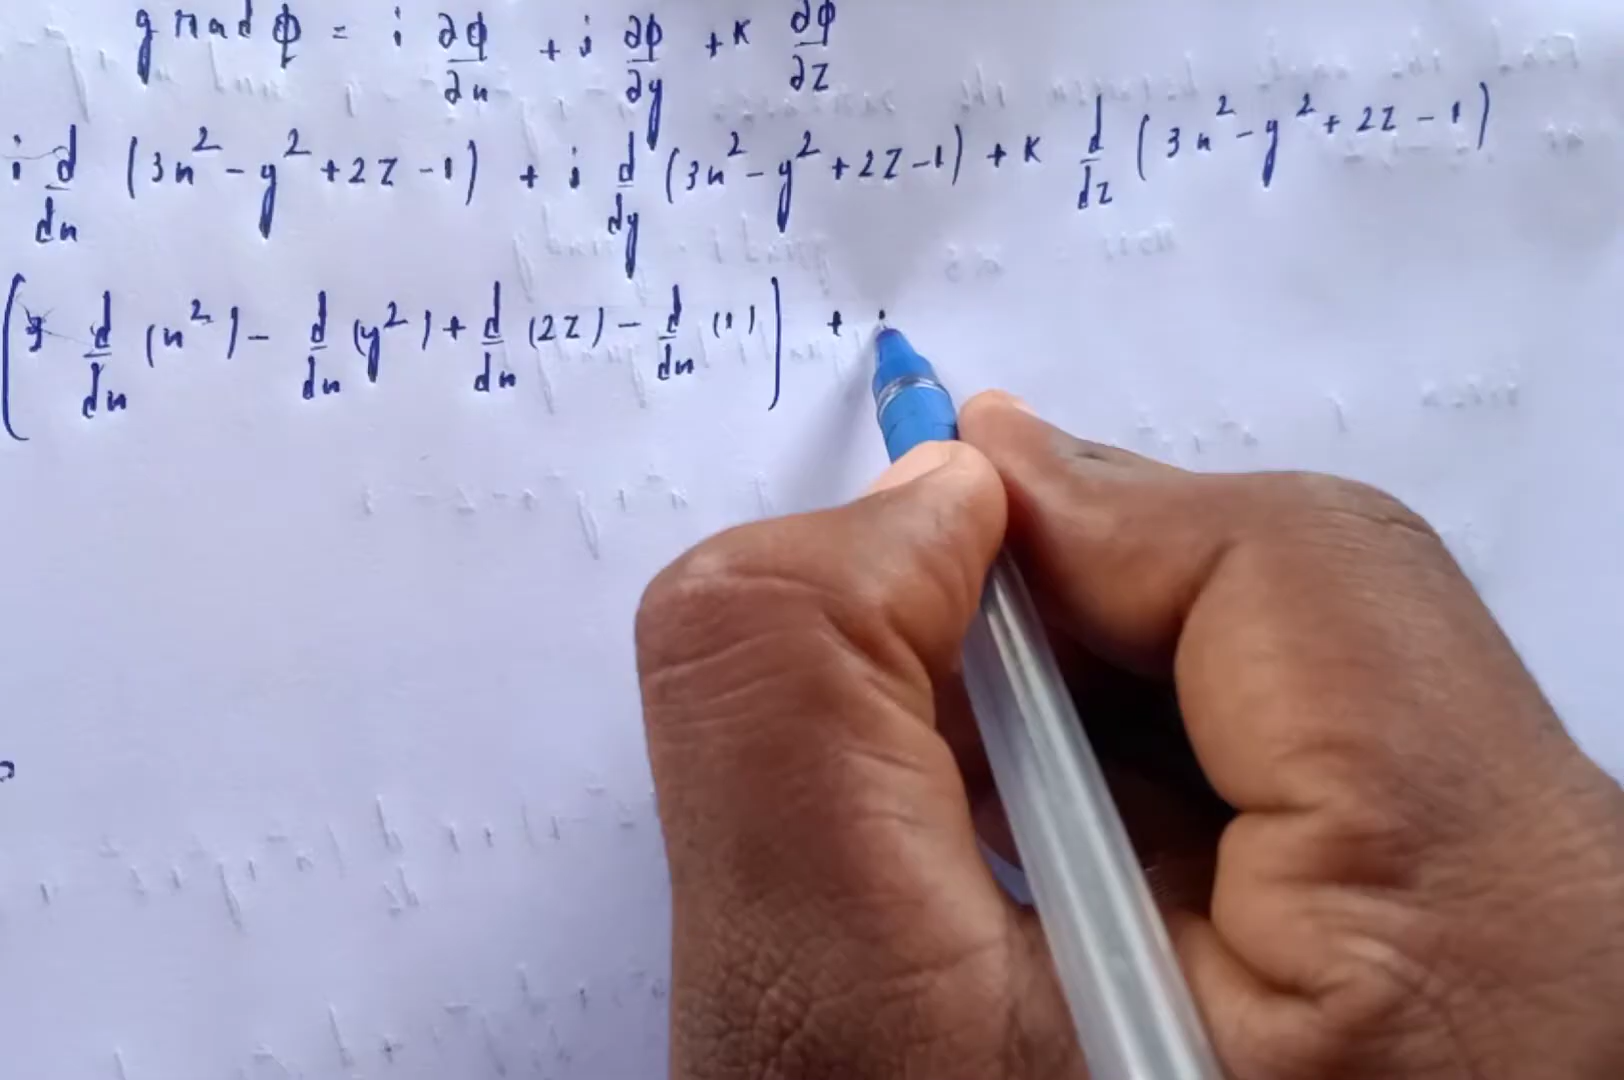 grad ϕ = i ∂ϕ/∂x + j ∂ϕ/∂y + k ∂ϕ/∂z
i d/dx (3x² - y² + 2z - 1) + j d/dy (3x² - y² + 2z - 1) + k d/dz (3x² - y² + 2z - 1)
(3 d/dx (x²) - d/dx (y²) + d/dx (2z) - d/dx (1)) +